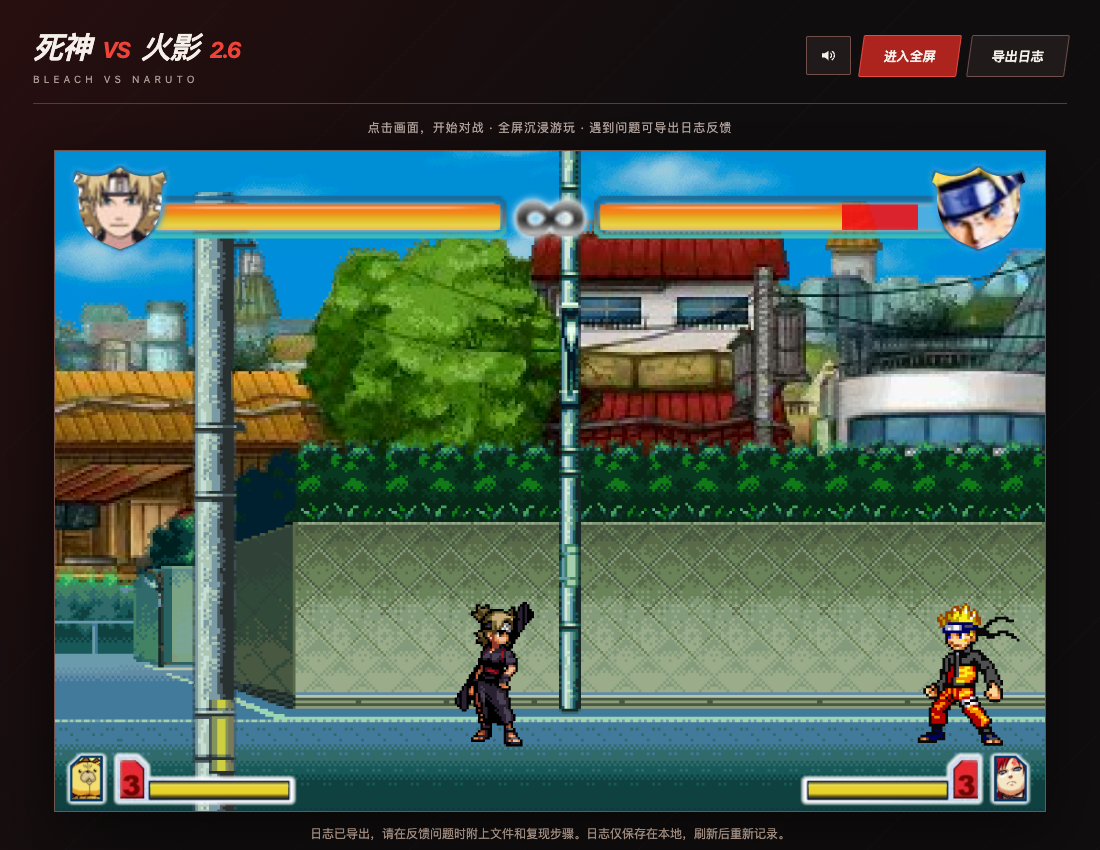 死神 VS 火影 2.6
BLEACH VS NARUTO
进入全屏
导出日志
点击画面，开始对战 · 全屏沉浸游玩 · 遇到问题可导出日志反馈
3
3
日志已导出，请在反馈问题时附上文件和复现步骤。日志仅保存在本地，刷新后重新记录。